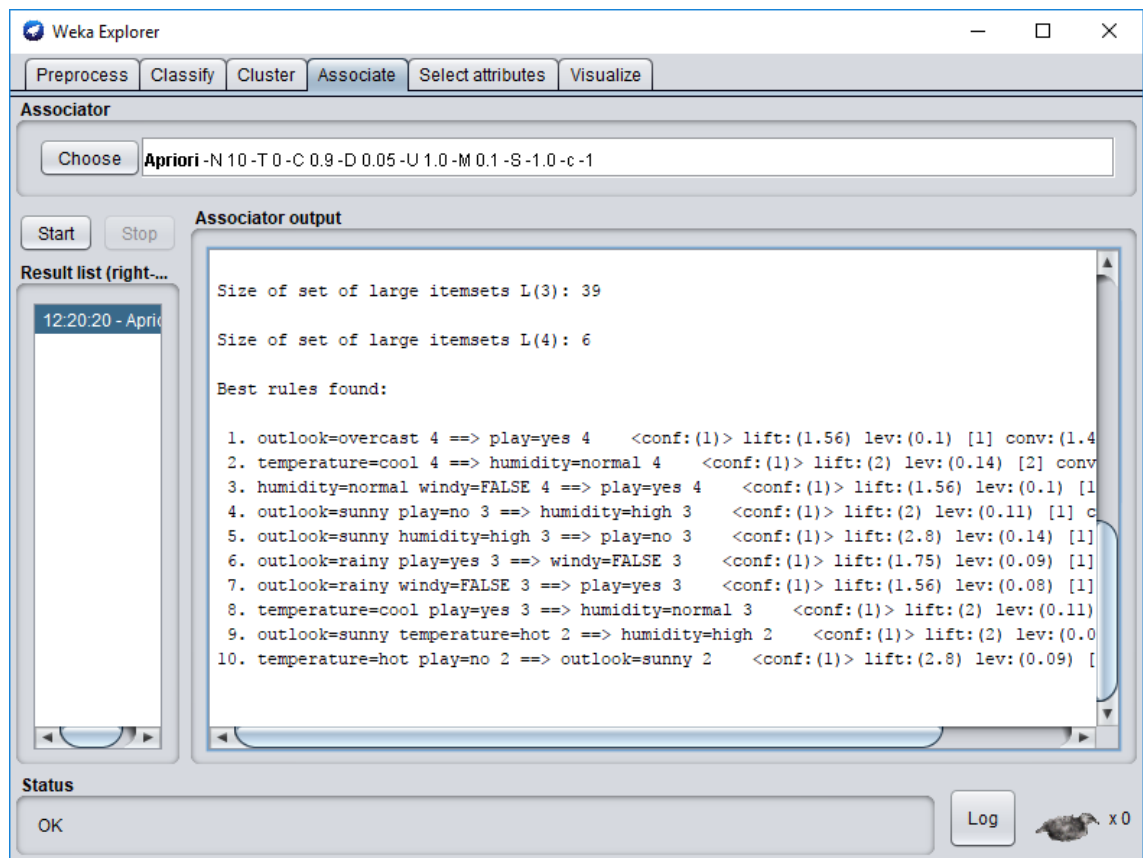 Weka Explorer
Preprocess Classify Cluster Associate Select attributes Visualize
Associator
Choose Apriori -N 10 -T 0 -C 0.9 -D 0.05 -U 1.0 -M 0.1 -S -1.0 -c -1
Start Stop
Result list (right-...
12:20:20 - Aprio
Associator output
Size of set of large itemsets L(3): 39
Size of set of large itemsets L(4): 6
Best rules found:
1. outlook=overcast 4 ==> play=yes 4 <conf:(1)> lift:(1.56) lev:(0.1) [1] conv:(1.4
2. temperature=cool 4 ==> humidity=normal 4 <conf:(1)> lift:(2) lev:(0.14) [2] conv
3. humidity=normal windy=FALSE 4 ==> play=yes 4 <conf:(1)> lift:(1.56) lev:(0.1) [1
4. outlook=sunny play=no 3 ==> humidity=high 3 <conf:(1)> lift:(2) lev:(0.11) [1] c
5. outlook=sunny humidity=high 3 ==> play=no 3 <conf:(1)> lift:(2.8) lev:(0.14) [1]
6. outlook=rainy play=yes 3 ==> windy=FALSE 3 <conf:(1)> lift:(1.75) lev:(0.09) [1]
7. outlook=rainy windy=FALSE 3 ==> play=yes 3 <conf:(1)> lift:(1.56) lev:(0.08) [1]
8. temperature=cool play=yes 3 ==> humidity=normal 3 <conf:(1)> lift:(2) lev:(0.11)
9. outlook=sunny temperature=hot 2 ==> humidity=high 2 <conf:(1)> lift:(2) lev:(0.0
10. temperature=hot play=no 2 ==> outlook=sunny 2 <conf:(1)> lift:(2.8) lev:(0.09) [
Status
OK
Log
x 0